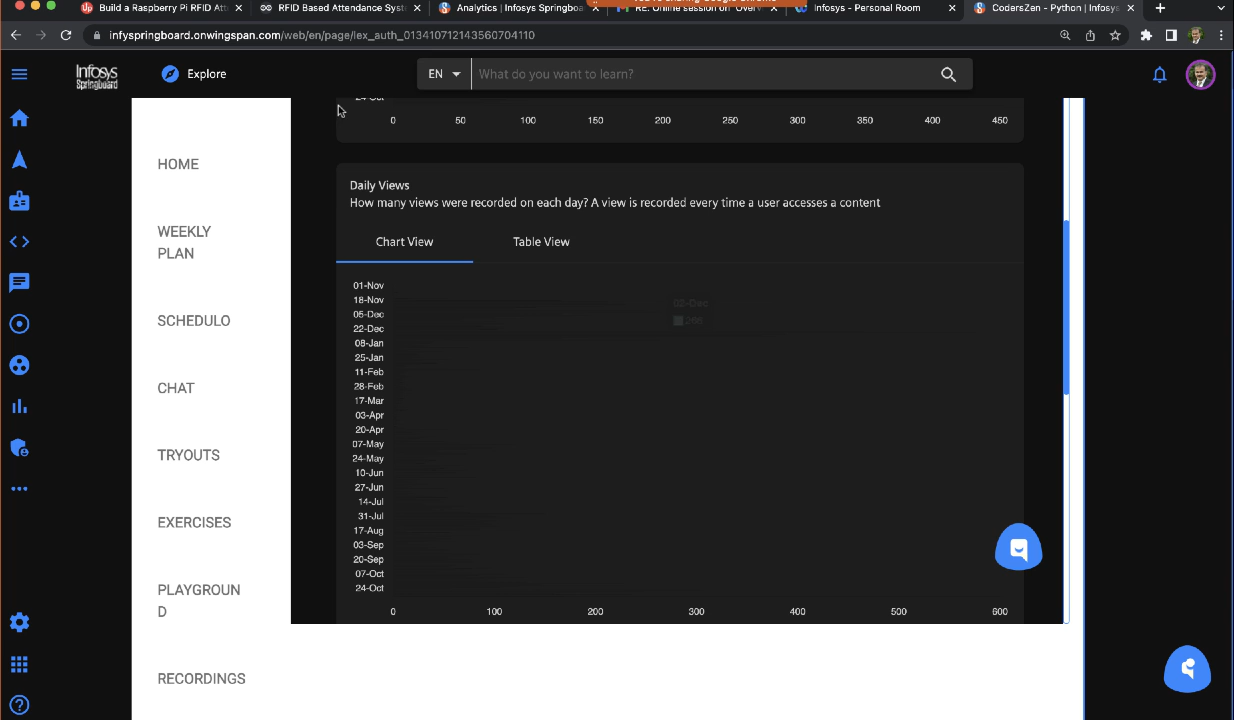 Build a Raspberry Pi RFID Att
RFID Based Attendance Syst
Analytics | Infosys Springboa
RE: Online session on "Overv
Infosys - Personal Room
CodersZen - Python | Infosys
infyspringboard.onwingspan.com/web/en/page/lex_auth_013410712143560704110
Infosys
Springboard
Explore
EN
What do you want to learn?
24-Oct
0 50 100 150 200 250 300 350 400 450
HOME
WEEKLY
PLAN
SCHEDULO
CHAT
TRYOUTS
EXERCISES
PLAYGROUN
D
RECORDINGS
Daily Views
How many views were recorded on each day? A view is recorded every time a user accesses a content
Chart View
Table View
01-Nov
18-Nov
05-Dec
22-Dec
08-Jan
25-Jan
11-Feb
28-Feb
17-Mar
03-Apr
20-Apr
07-May
24-May
10-Jun
27-Jun
14-Jul
31-Jul
17-Aug
03-Sep
20-Sep
07-Oct
24-Oct
0 100 200 300 400 500 600